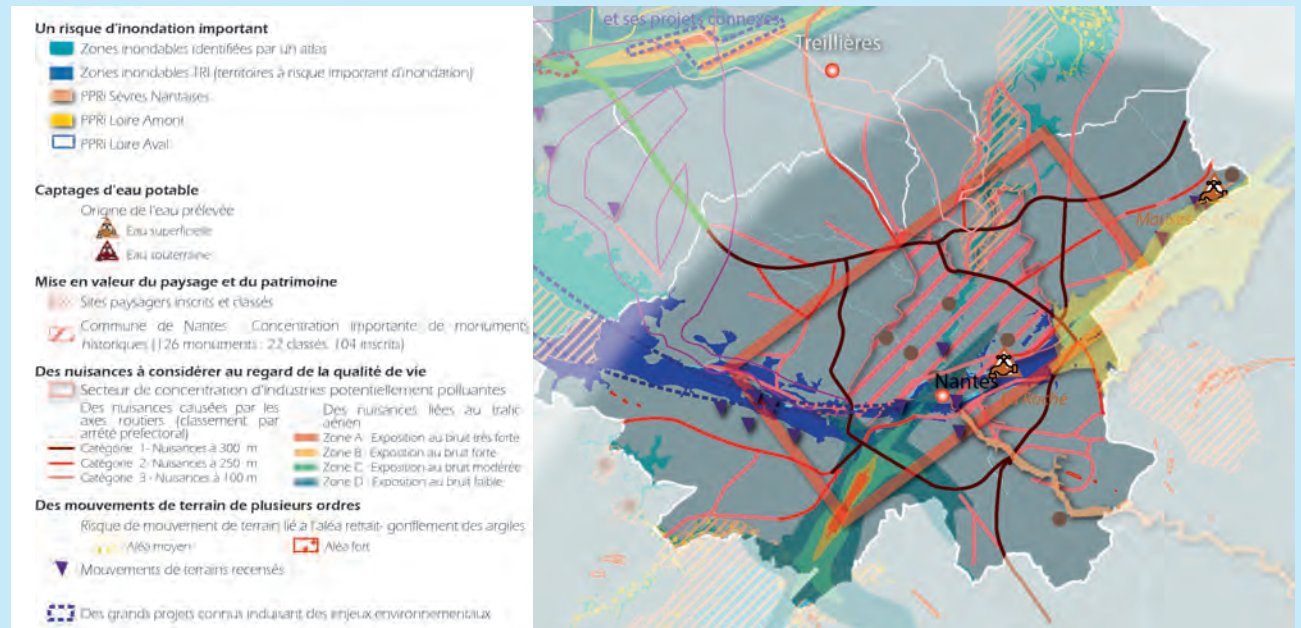 Un risque d'inondation important
Zones inondables identifiées par un atlas
Zones inondables TRI (territoires à risque important d'inondation)
PPRi Sèvres Nantaises
PPRi Loire Amont
PPRi Loire Aval
Captages d'eau potable
Origine de l'eau prélevée
Eau superficielle
Eau souterraine
Mise en valeur du paysage et du patrimoine
Sites paysagers inscrits et classés
Commune de Nantes Concentration importante de monuments
historiques (126 monuments : 22 classés, 104 inscrits)
Des nuisances à considérer au regard de la qualité de vie
Secteur de concentration d'industries potentiellement polluantes
Des nuisances causées par les
axes routiers (classement par
arrêté préfectoral)
Catégorie 1- Nuisances à 300 m
Catégorie 2- Nuisances à 250 m
Catégorie 3 - Nuisances à 100 m
Des nuisances liées au trafic
aérien
Zone A Exposition au bruit très forte
Zone B Exposition au bruit forte
Zone C Exposition au bruit modérée
Zone D Exposition au bruit faible
Des mouvements de terrain de plusieurs ordres
Risque de mouvement de terrain lié à l'aléa retrait- gonflement des argiles
Aléa moyen
Aléa fort
Mouvements de terrains recensés
Des grands projets connus induisant des enjeux environnementaux
et ses projets connexes
Treillières
Nantes
Roche